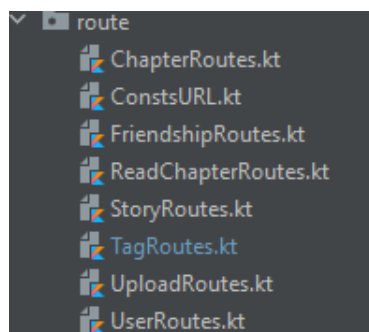 route
ChapterRoutes.kt
ConstsURL.kt
FriendshipRoutes.kt
ReadChapterRoutes.kt
StoryRoutes.kt
TagRoutes.kt
UploadRoutes.kt
UserRoutes.kt